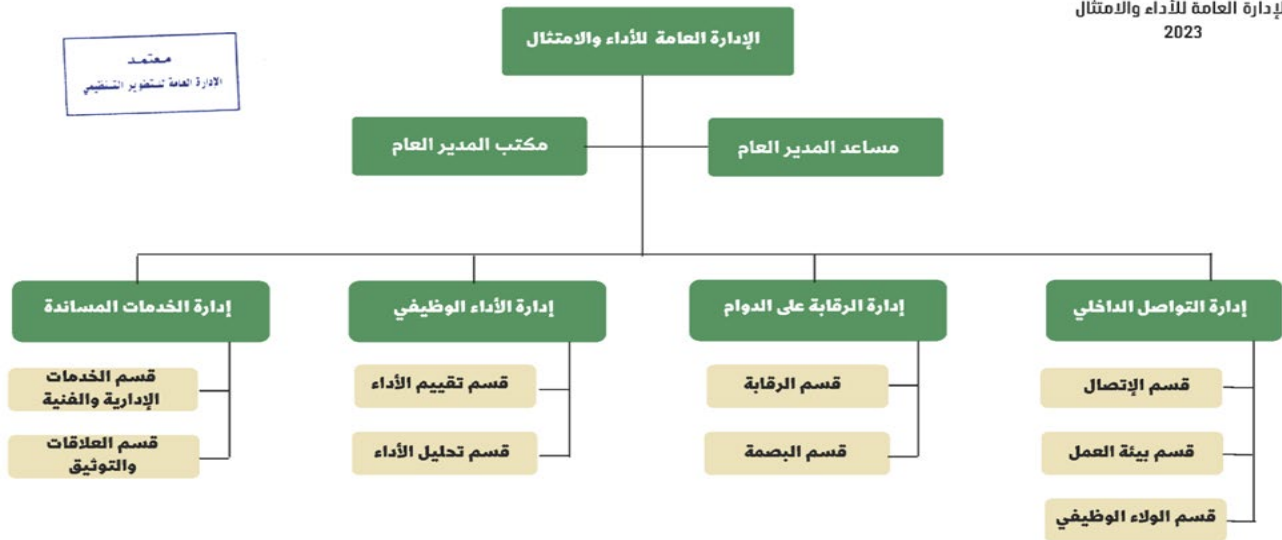 الإدارة العامة للأداء والامتثال
2023
معتمد
الإدارة العامة للتطوير التنظيمي
الإدارة العامة للأداء والامتثال
مساعد المدير العام
مكتب المدير العام
إدارة التواصل الداخلي
إدارة الرقابة على الدوام
إدارة الأداء الوظيفي
إدارة الخدمات المساندة
قسم الإتصال
قسم بيئة العمل
قسم الولاء الوظيفي
قسم الرقابة
قسم البصمة
قسم تقييم الأداء
قسم تحليل الأداء
قسم الخدمات
الإدارية والفنية
قسم العلاقات
والتوثيق